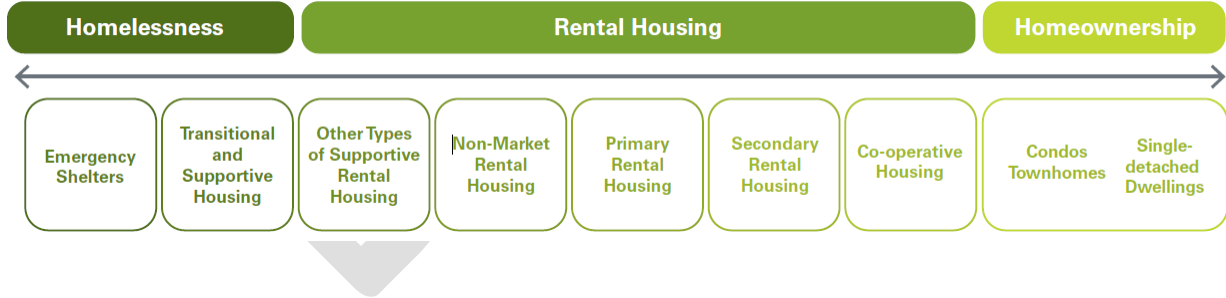 Homelessness
Rental Housing
Homeownership
Emergency
Shelters
Transitional
and
Supportive
Housing
Other Types
of Supportive
Rental
Housing
Non-Market
Rental
Housing
Primary
Rental
Housing
Secondary
Rental
Housing
Co-operative
Housing
Condos
Townhomes
Single-
detached
Dwellings